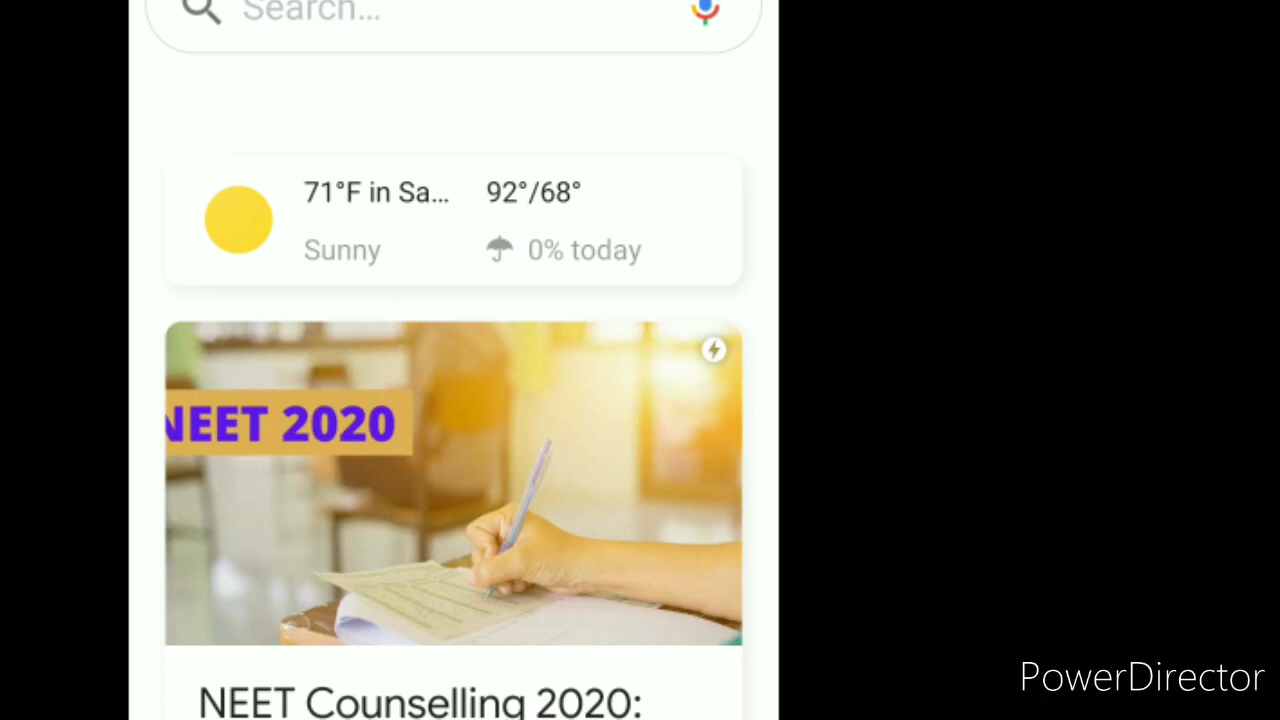 Search...
71°F in Sa... 92°/68°
Sunny 0% today
NEET 2020
NEET Counselling 2020:
PowerDirector